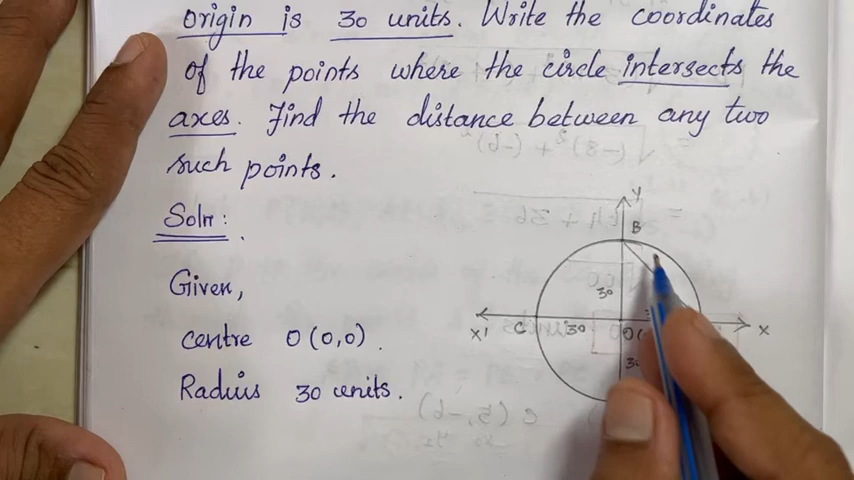 origin is 30 units. Write the coordinates
of the points where the circle intersects the
axes. Find the distance between any two
such points.
Soln:
Given,
centre O (0,0).
Radius 30 units.
Y
B
30
X' C 30 O( X
30